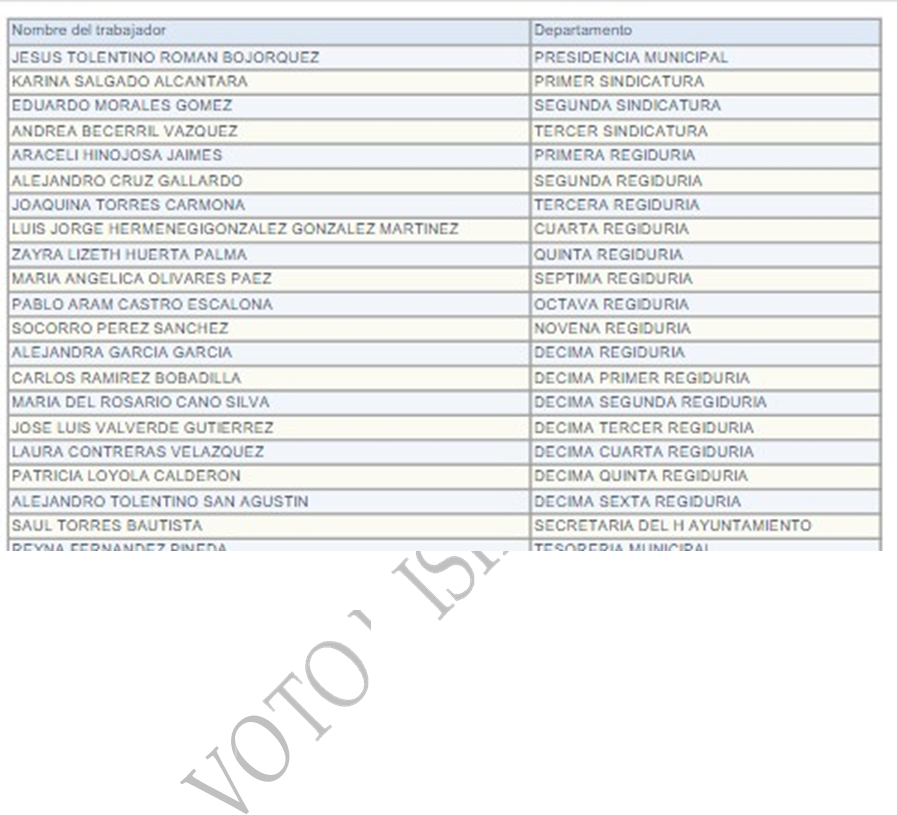 Nombre del trabajador Departamento
JESUS TOLENTINO ROMAN BOJORQUEZ PRESIDENCIA MUNICIPAL
KARINA SALGADO ALCANTARA PRIMER SINDICATURA
EDUARDO MORALES GOMEZ SEGUNDA SINDICATURA
ANDREA BECERRIL VAZQUEZ TERCER SINDICATURA
ARACELI HINOJOSA JAIMES PRIMERA REGIDURIA
ALEJANDRO CRUZ GALLARDO SEGUNDA REGIDURIA
JOAQUINA TORRES CARMONA TERCERA REGIDURIA
LUIS JORGE HERMENEGIGONZALEZ GONZALEZ MARTINEZ CUARTA REGIDURIA
ZAYRA LIZETH HUERTA PALMA QUINTA REGIDURIA
MARIA ANGELICA OLIVARES PAEZ SEPTIMA REGIDURIA
PABLO ARAM CASTRO ESCALONA OCTAVA REGIDURIA
SOCORRO PEREZ SANCHEZ NOVENA REGIDURIA
ALEJANDRA GARCIA GARCIA DECIMA REGIDURIA
CARLOS RAMIREZ BOBADILLA DECIMA PRIMER REGIDURIA
MARIA DEL ROSARIO CANO SILVA DECIMA SEGUNDA REGIDURIA
JOSE LUIS VALVERDE GUTIERREZ DECIMA TERCER REGIDURIA
LAURA CONTRERAS VELAZQUEZ DECIMA CUARTA REGIDURIA
PATRICIA LOYOLA CALDERON DECIMA QUINTA REGIDURIA
ALEJANDRO TOLENTINO SAN AGUSTIN DECIMA SEXTA REGIDURIA
SAUL TORRES BAUTISTA SECRETARIA DEL H AYUNTAMIENTO
REYNA FERNANDEZ PINEDA TESORERIA MUNICIPAL
VOTO